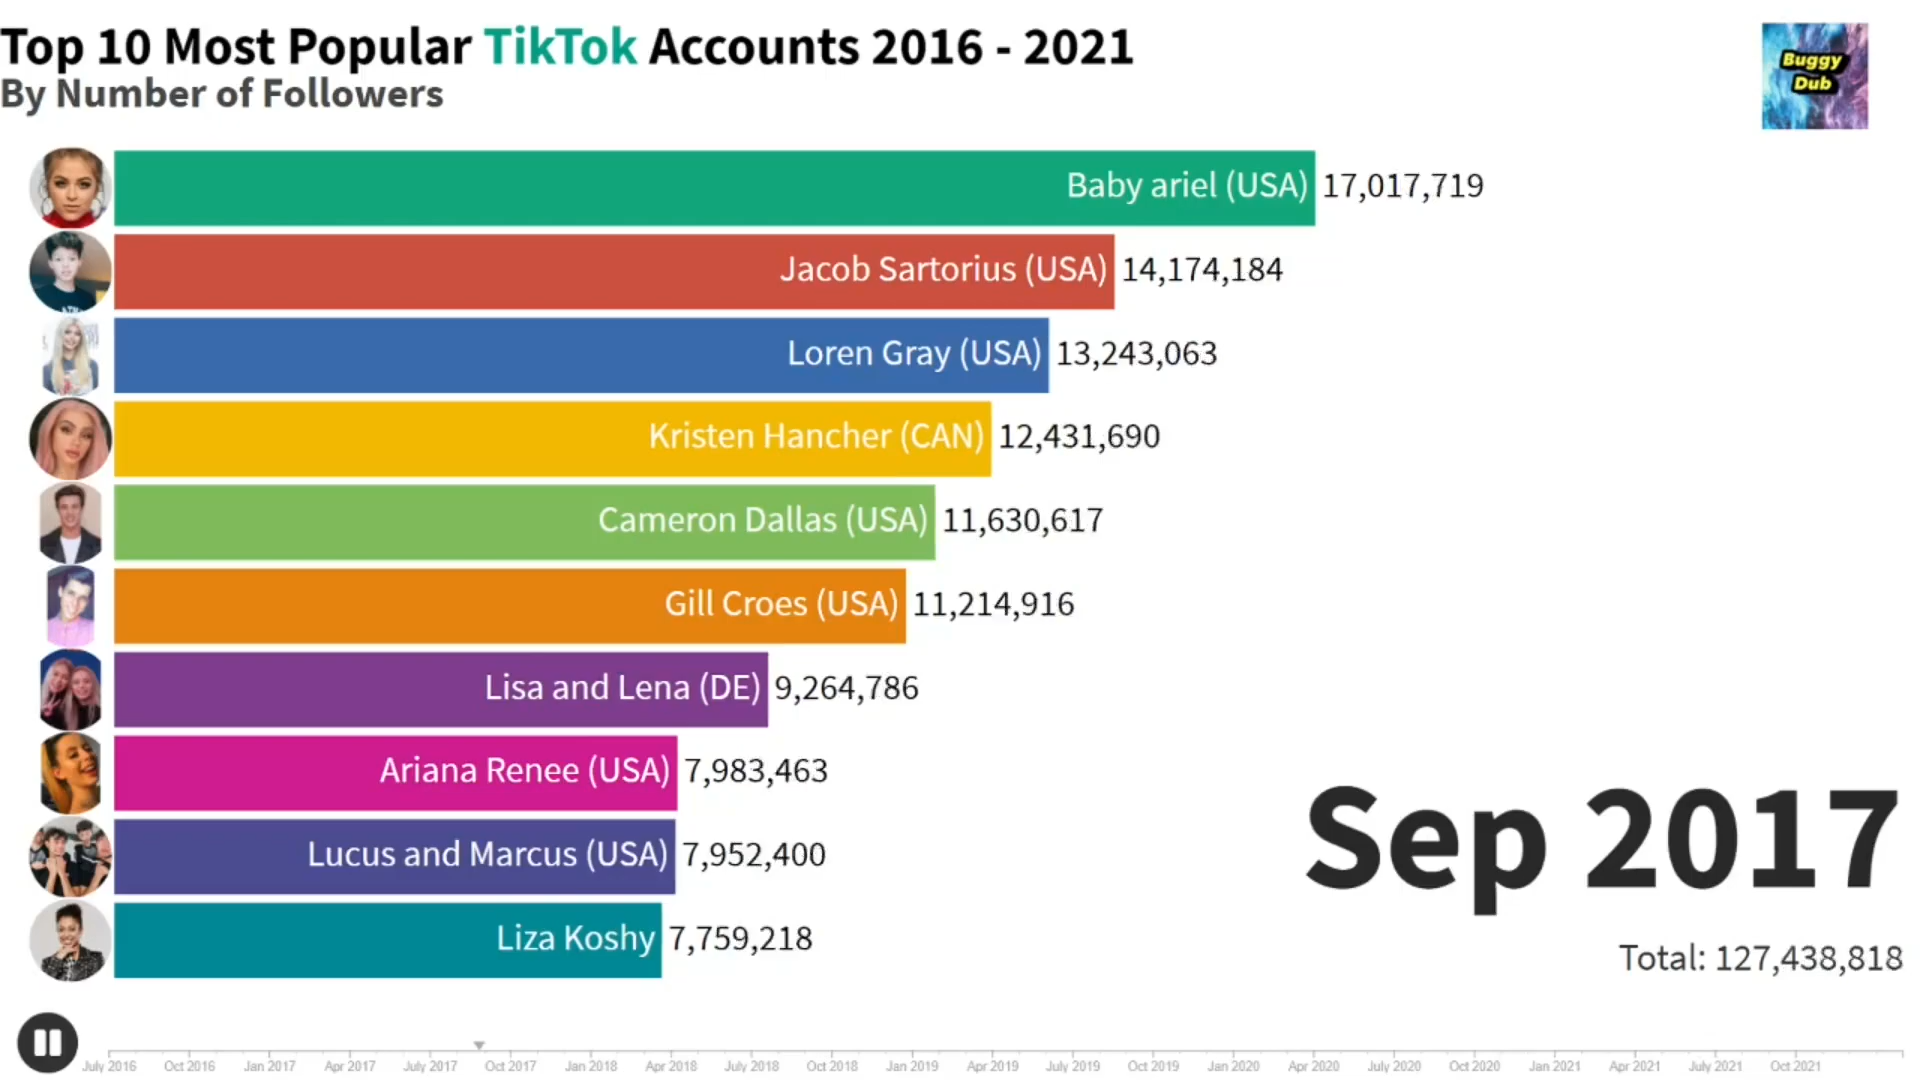 Top 10 Most Popular TikTok Accounts 2016 - 2021
By Number of Followers
Buggy
Dub
Baby ariel (USA) 17,017,719
Jacob Sartorius (USA) 14,174,184
Loren Gray (USA) 13,243,063
Kristen Hancher (CAN) 12,431,690
Cameron Dallas (USA) 11,630,617
Gill Croes (USA) 11,214,916
Lisa and Lena (DE) 9,264,786
Ariana Renee (USA) 7,983,463
Lucus and Marcus (USA) 7,952,400
Liza Koshy 7,759,218
Sep 2017
Total: 127,438,818
July 2016 Oct 2016 Jan 2017 Apr 2017 July 2017 Oct 2017 Jan 2018 Apr 2018 July 2018 Oct 2018 Jan 2019 Apr 2019 July 2019 Oct 2019 Jan 2020 Apr 2020 July 2020 Oct 2020 Jan 2021 Apr 2021 July 2021 Oct 2021